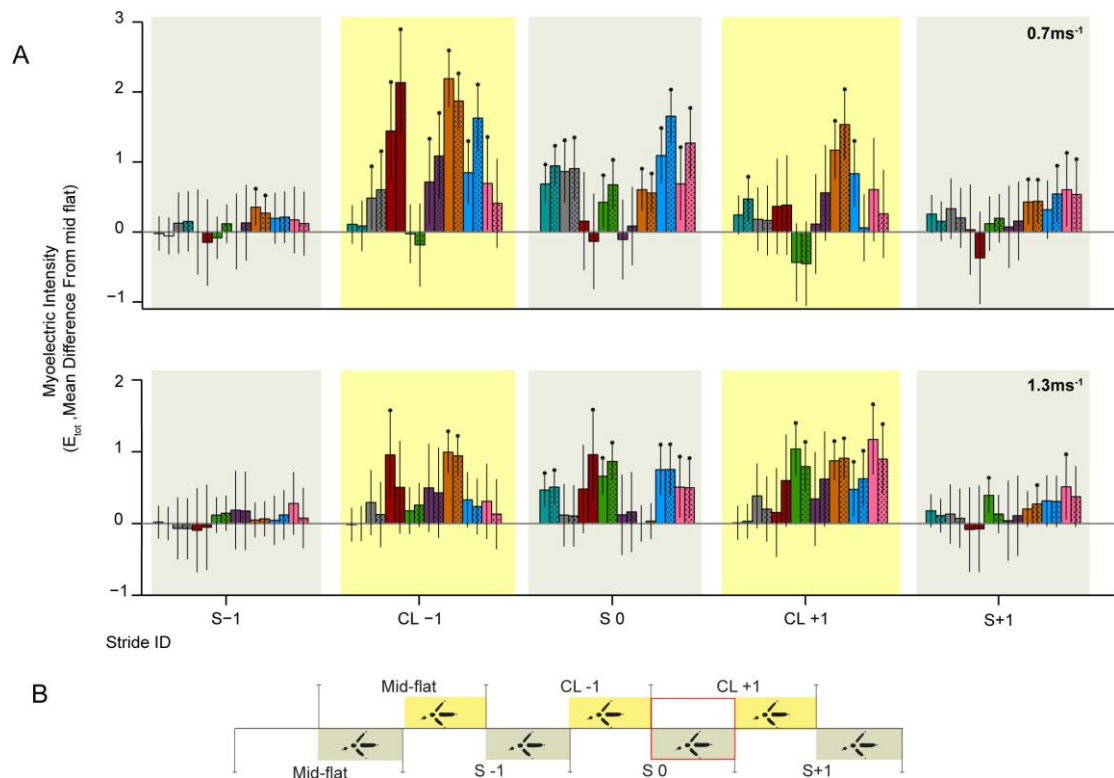 A
3
2
1
0
−1
0.7ms⁻¹
Myoelectric Intensity
(E_tot ,Mean Difference From mid flat)
2
1
0
−1
1.3ms⁻¹
S−1 CL −1 S 0 CL +1 S+1
Stride ID
B
Mid-flat CL -1 CL +1
Mid-flat S -1 S 0 S+1